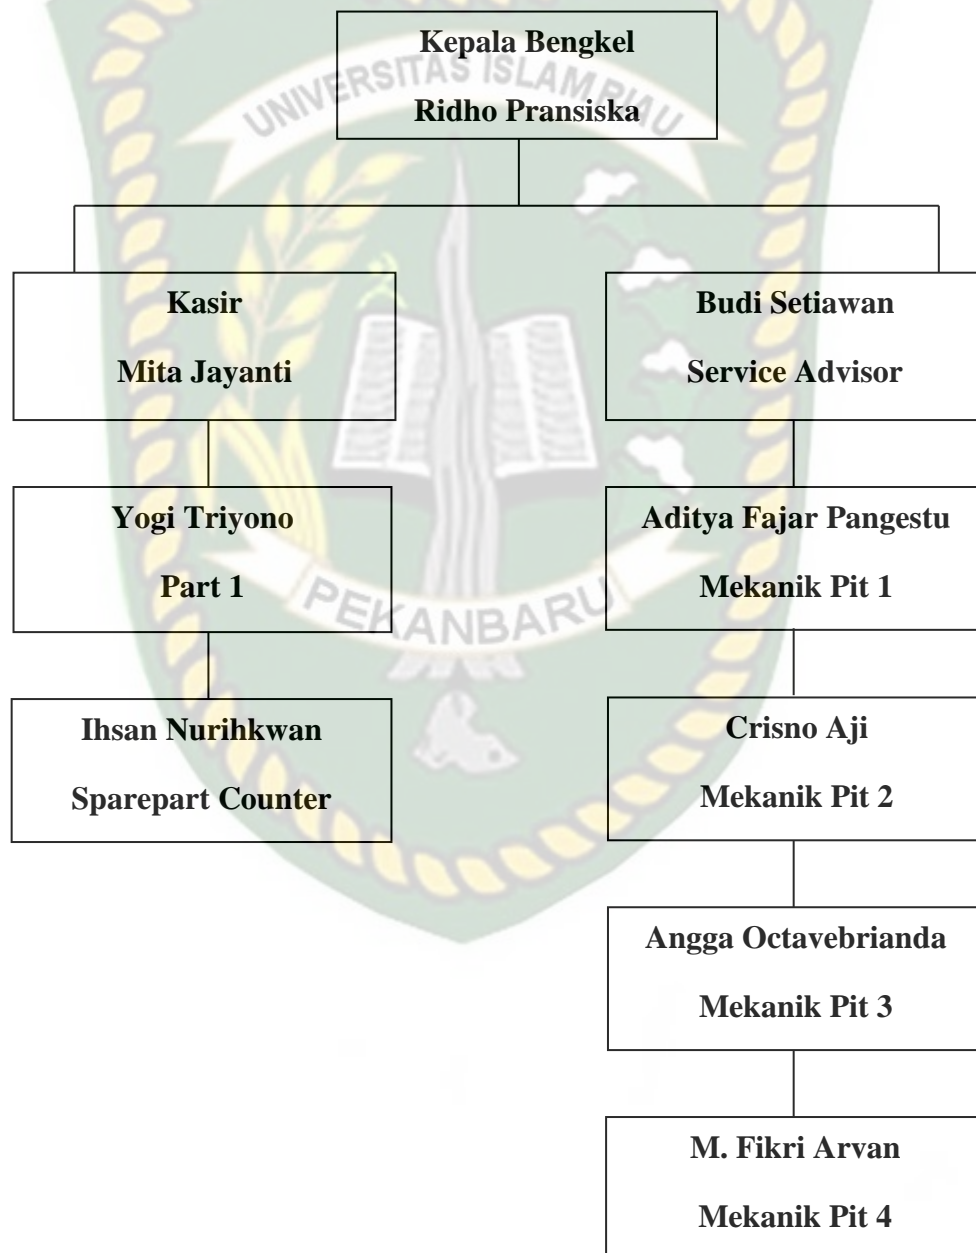 Kepala Bengkel
Ridho Pransiska
UNIVERSITAS ISLAM RIAU
Kasir
Mita Jayanti
Budi Setiawan
Service Advisor
Yogi Triyono
Part 1
Aditya Fajar Pangestu
Mekanik Pit 1
PEKANBARU
Ihsan Nurihkwan
Sparepart Counter
Crisno Aji
Mekanik Pit 2
Angga Octavebrianda
Mekanik Pit 3
M. Fikri Arvan
Mekanik Pit 4